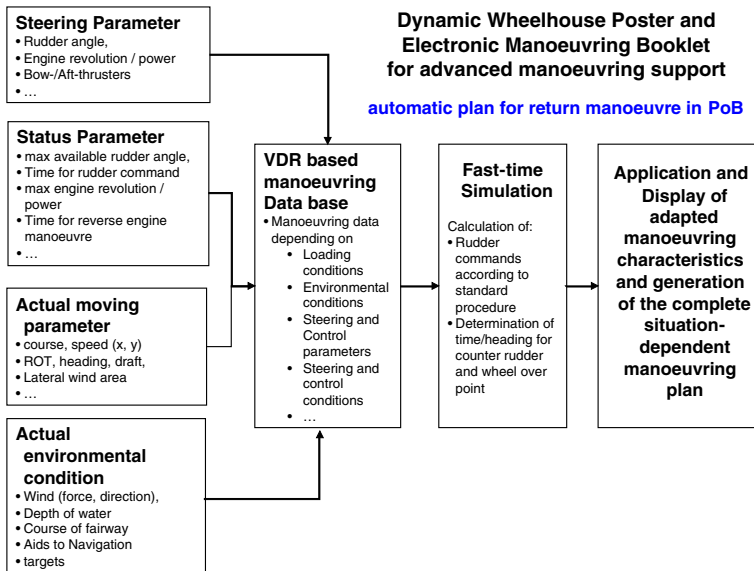 Steering Parameter
• Rudder angle,
• Engine revolution / power
• Bow-/Aft-thrusters
• …
Dynamic Wheelhouse Poster and
Electronic Manoeuvring Booklet
for advanced manoeuvring support
automatic plan for return manoeuvre in PoB
Status Parameter
• max available rudder angle,
• Time for rudder command
• max engine revolution /
power
• Time for reverse engine
manoeuvre
• …
Actual moving
parameter
• course, speed (x, y)
• ROT, heading, draft,
• Lateral wind area
• …
Actual
environmental
condition
• Wind (force, direction),
• Depth of water
• Course of fairway
• Aids to Navigation
• targets
VDR based
manoeuvring
Data base
• Manoeuvring data
depending on
• Loading
conditions
• Environmental
conditions
• Steering and
Control
parameters
• Steering and
control
conditions
• …
Fast-time
Simulation
Calculation of:
• Rudder
commands
according to
standard
procedure
• Determination of
time/heading for
counter rudder
and wheel over
point
Application and
Display of
adapted
manoeuvring
characteristics
and generation
of the complete
situation-
dependent
manoeuvring
plan